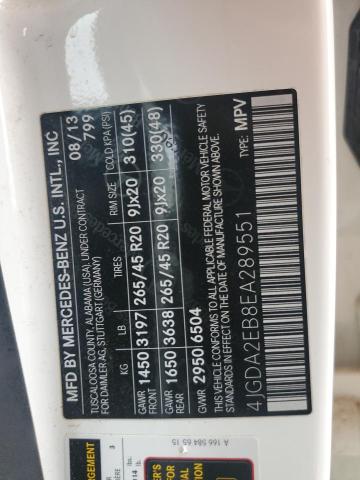 MFD BY MERCEDES-BENZ U.S. INTL., INC
TUSCALOOSA COUNTY, ALABAMA (USA), UNDER CONTRACT 08/13
FOR DAIMLER AG, STUTTGART (GERMANY) 799
KG LB TIRES RIM SIZE COLD KPA(PSI)
GAWR FRONT 1450 3197 265/45 R20 9Jx20 310(45)
GAWR REAR 1650 3638 265/45 R20 9Jx20 330(48)
GVWR 2950 6504
THIS VEHICLE CONFORMS TO ALL APPLICABLE FEDERAL MOTOR VEHICLE SAFETY
STANDARDS IN EFFECT ON THE DATE OF MANUFACTURE SHOWN ABOVE.
4JGDA2EB8EA289551 TYPE: MPV
A 166 584 65 15